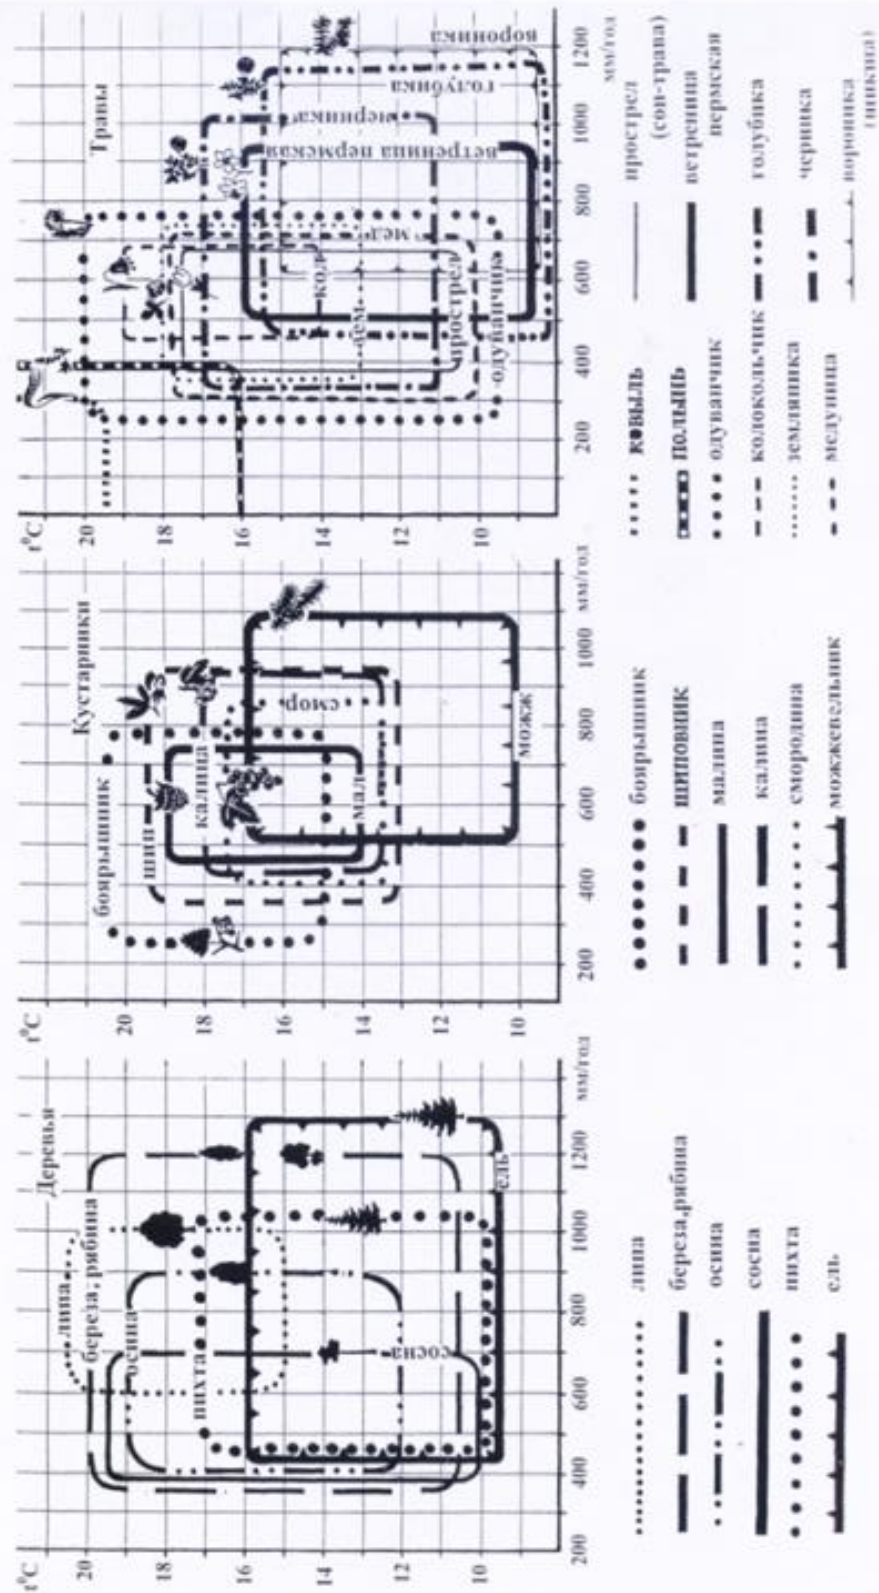 t°C
Деревья
20
18
16
14
12
10
200
400
600
800
1000
1200
мм/год
липа
береза, рябина
осина
пихта
сосна
ель
липа
береза,рябина
осина
сосна
пихта
ель
t°C
Кустарники
20
18
16
14
12
10
200
400
600
800
1000
мм/год
боярышник
шип
калина
мал
смор
можж
боярышник
шиповник
малина
калина
смородина
можжевельник
t°C
Травы
20
18
16
14
12
10
200
400
600
800
1000
1200
мм/год
кол
мед
зем
прострел
одуванчик
ветреница пермская
черника
голубика
вороника
ковыль
полынь
одуванчик
колокольчик
земляника
медуница
прострел
(сон-трава)
ветреница
пермская
голубика
черника
вороника
(шикша)